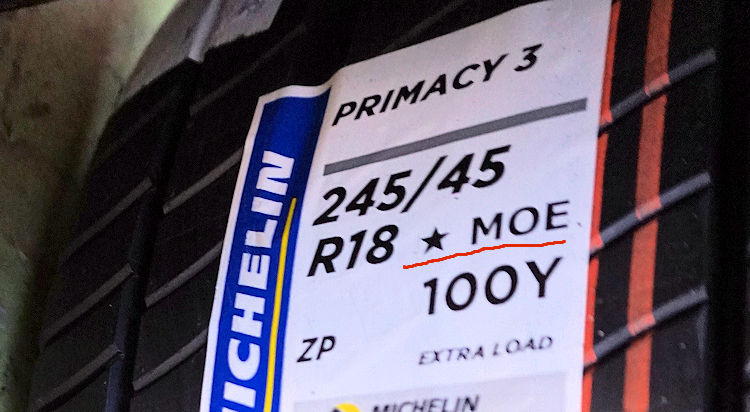 PRIMACY 3
245/45
R18 ★ MOE
100Y
ZP
EXTRA LOAD
MICHELIN
MICHELIN